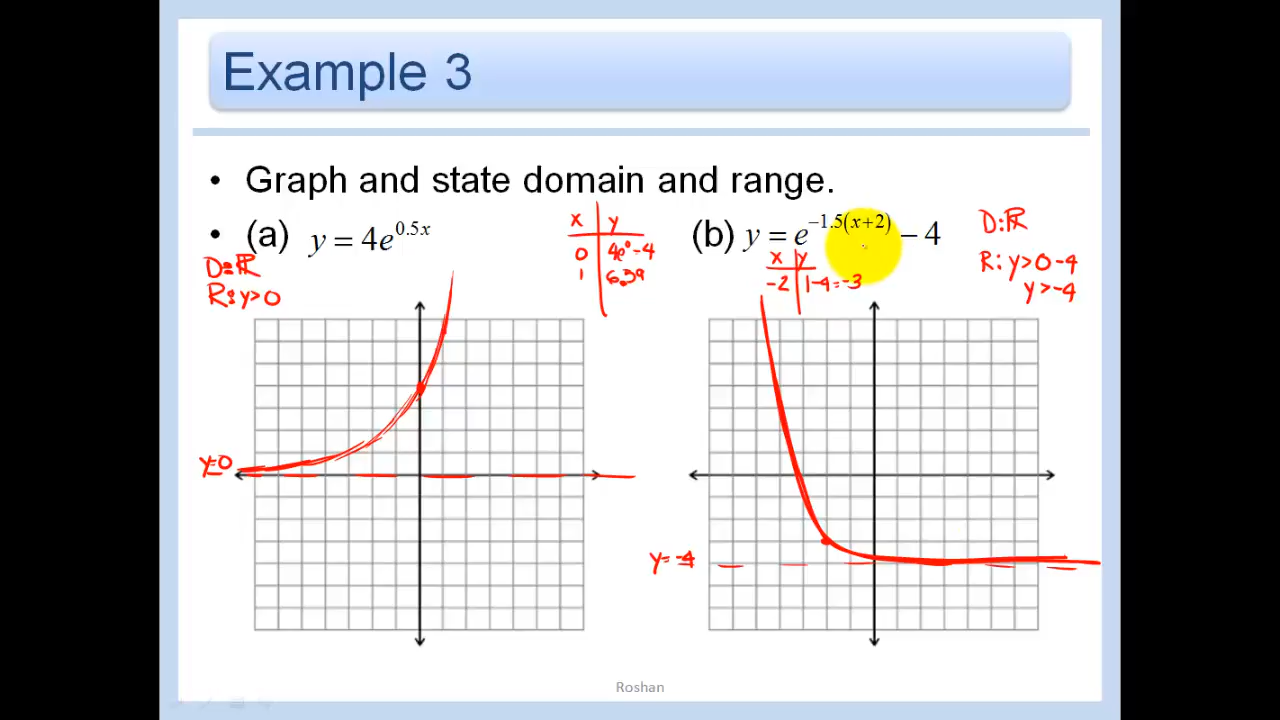 Example 3
• Graph and state domain and range.
• (a) y = 4e^{0.5x}
D: ℝ
R: y>0
x | y
0 | 4e⁰ – 4
1 | 6.59
(b) y = e^{−1.5(x+2)} − 4
x | y
-2 | 1-4=-3
D: ℝ
R: y>0-4
y>-4
y=0
y=-4
Roshan